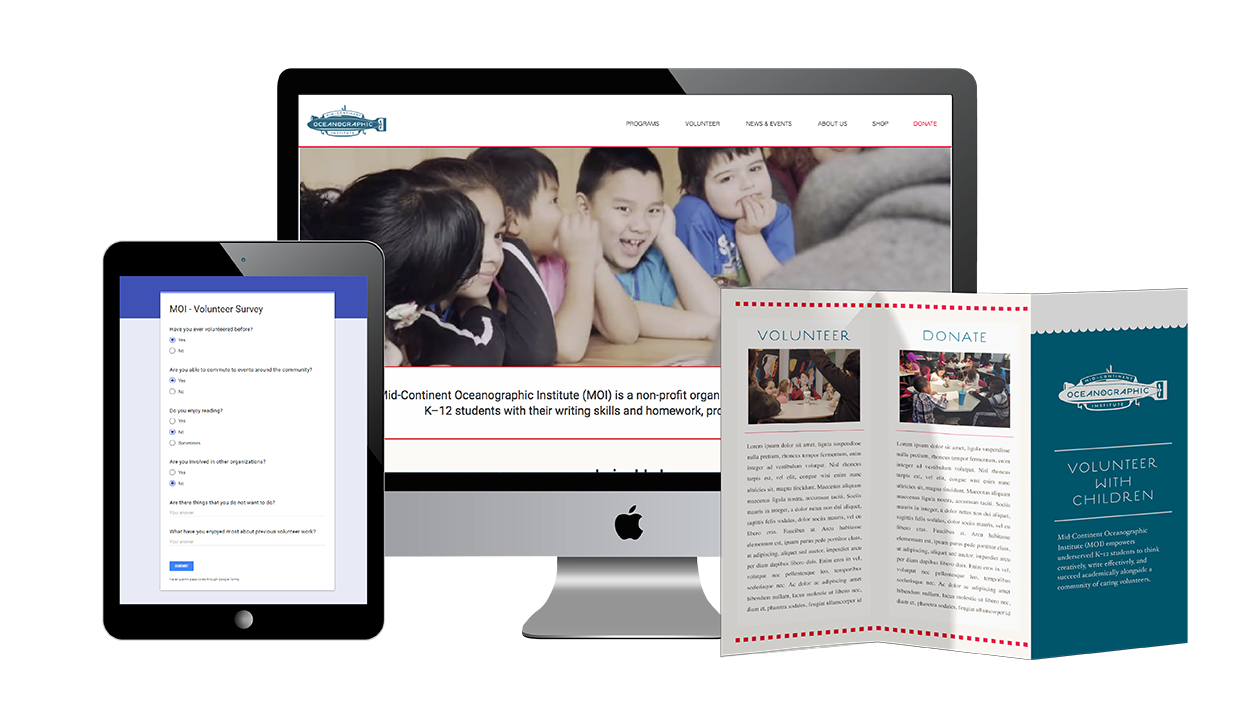 MID-CONTINENT
OCEANOGRAPHIC
INSTITUTE
PROGRAMS VOLUNTEER NEWS & EVENTS ABOUT US SHOP DONATE
Mid-Continent Oceanographic Institute (MOI) is a non-profit organ
K–12 students with their writing skills and homework, pro
MOI - Volunteer Survey
Have you ever volunteered before?
Yes
No
Are you able to commute to events around the community?
Yes
No
Do you enjoy reading?
Yes
No
Sometimes
Are you involved in other organizations?
Yes
No
Are there things that you do not want to do?
Your answer
What have you enjoyed most about previous volunteer work?
Your answer
SUBMIT
Never submit passwords through Google Forms.
VOLUNTEER
Lorem ipsum dolor sit amet, ligula suspendisse
nulla pretium, rhoncus tempor fermentum, enim
integer ad vestibulum volutpat. Nisl rhoncus
turpis est, vel elit, congue wisi enim nunc
ultricies sit, magna tincidunt. Maecenas aliquam
maecenas ligula nostra, accumsan taciti. Sociis
mauris in integer, a dolor netus non dui aliquet,
sagittis felis sodales, dolor sociis mauris, vel eu
libero cras. Faucibus at. Arcu habitasse
elementum est, ipsum purus pede porttitor class,
ut adipiscing, aliquet sed auctor, imperdiet arcu
per diam dapibus libero duis. Enim eros in vel,
volutpat nec pellentesque leo, temporibus
scelerisque nec. Ac dolor ac adipiscing amet
bibendum nullam, lacus molestie ut libero nec,
diam et, pharetra sodales, feugiat ullamcorper id
DONATE
Lorem ipsum dolor sit amet, ligula suspendisse
nulla pretium, rhoncus tempor fermentum, enim
integer ad vestibulum volutpat. Nisl rhoncus
turpis est, vel elit, congue wisi enim nunc
ultricies sit, magna tincidunt. Maecenas aliquam
maecenas ligula nostra, accumsan taciti. Sociis
mauris in integer, a dolor netus non dui aliquet,
sagittis felis sodales, dolor sociis mauris, vel eu
libero cras. Faucibus at. Arcu habitasse
elementum est, ipsum purus pede porttitor class,
ut adipiscing, aliquet sed auctor, imperdiet arcu
per diam dapibus libero duis. Enim eros in vel,
volutpat nec pellentesque leo, temporibus
scelerisque nec. Ac dolor ac adipiscing amet
bibendum nullam, lacus molestie ut libero nec,
diam et, pharetra sodales, feugiat ullamcorper id
MID-CONTINENT
OCEANOGRAPHIC
INSTITUTE
VOLUNTEER
WITH
CHILDREN
Mid-Continent Oceanographic
Institute (MOI) empowers
underserved K–12 students to think
creatively, write effectively, and
succeed academically alongside a
community of caring volunteers.